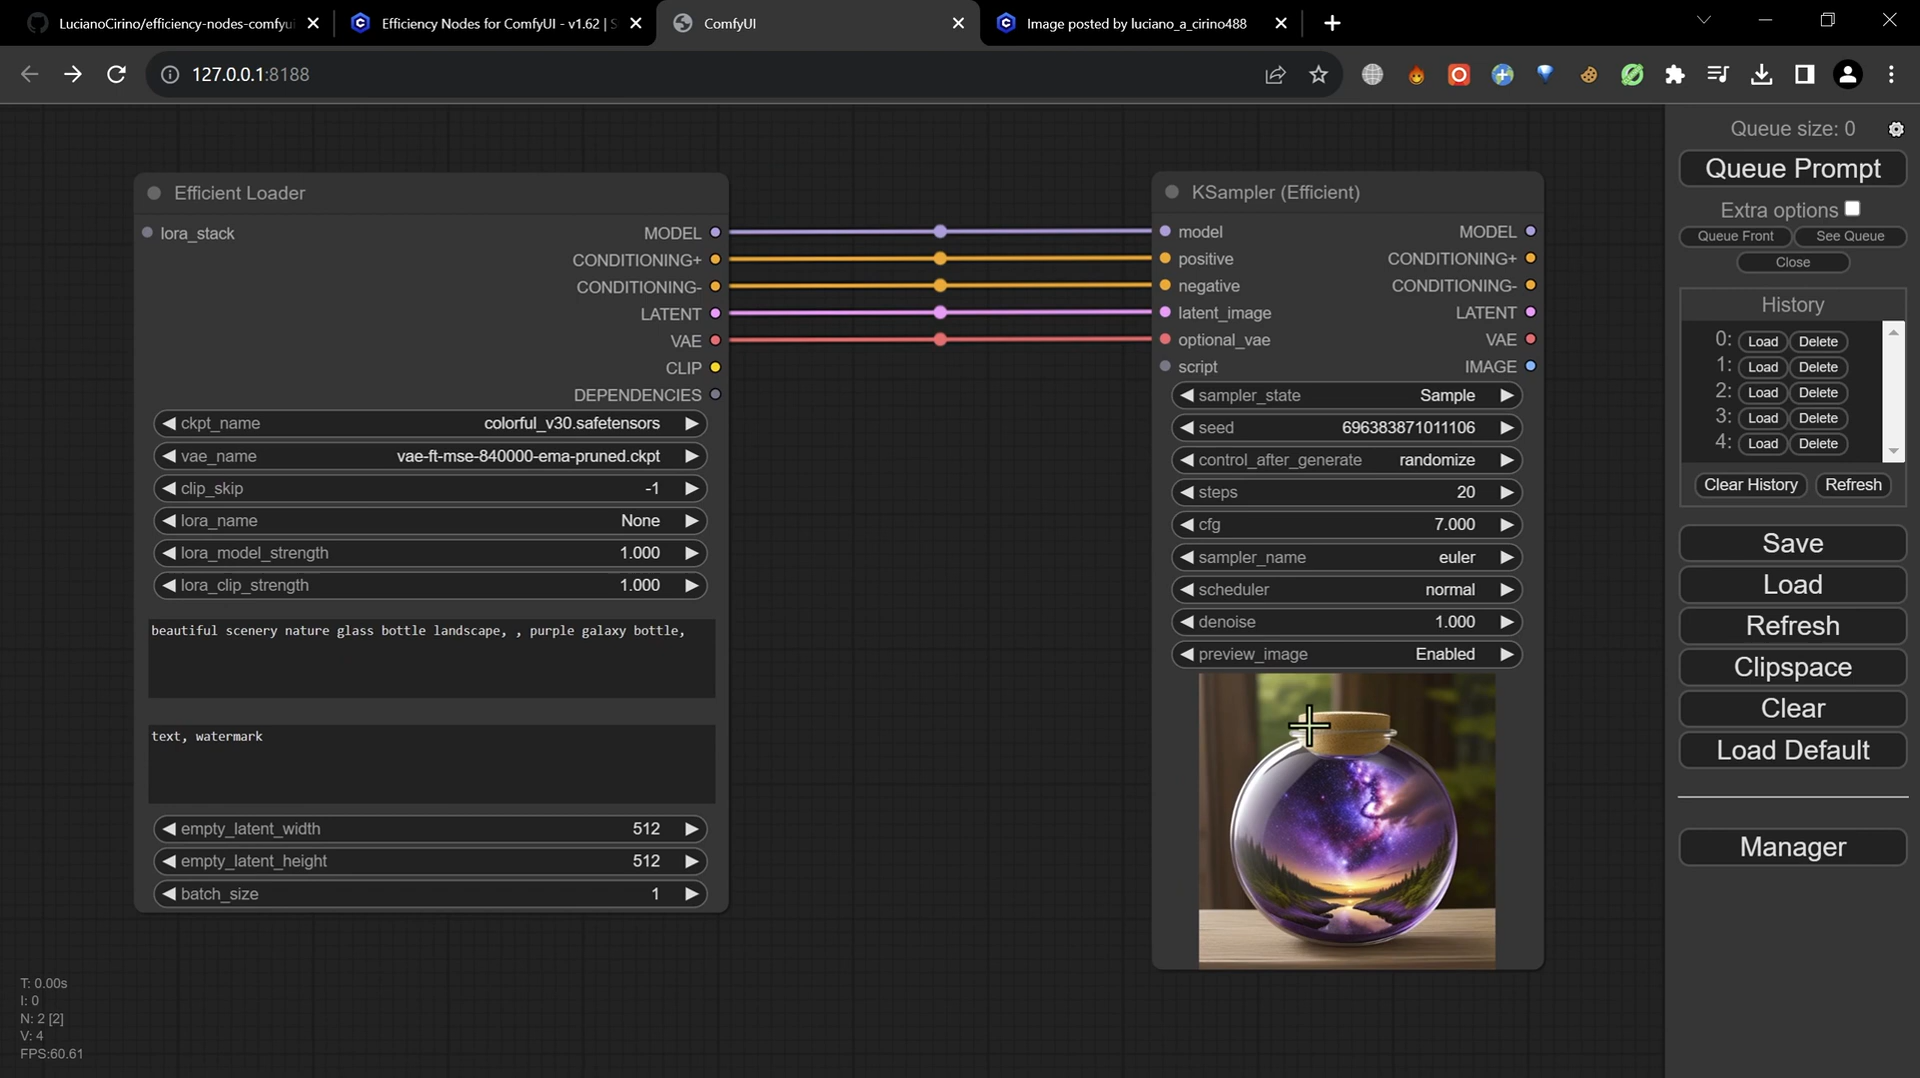 LucianoCirino/efficiency-nodes-comfyui
Efficiency Nodes for ComfyUI - v1.62 | S
ComfyUI
Image posted by luciano_a_cirino488
127.0.0.1:8188
Efficient Loader
lora_stack
MODEL
CONDITIONING+
CONDITIONING-
LATENT
VAE
CLIP
DEPENDENCIES
ckpt_name colorful_v30.safetensors
vae_name vae-ft-mse-840000-ema-pruned.ckpt
clip_skip -1
lora_name None
lora_model_strength 1.000
lora_clip_strength 1.000
beautiful scenery nature glass bottle landscape, , purple galaxy bottle,
text, watermark
empty_latent_width 512
empty_latent_height 512
batch_size 1
T: 0.00s
I: 0
N: 2 [2]
V: 4
FPS:60.61
KSampler (Efficient)
model MODEL
positive CONDITIONING+
negative CONDITIONING-
latent_image LATENT
optional_vae VAE
script IMAGE
sampler_state Sample
seed 696383871011106
control_after_generate randomize
steps 20
cfg 7.000
sampler_name euler
scheduler normal
denoise 1.000
preview_image Enabled
Queue size: 0
Queue Prompt
Extra options
Queue Front See Queue
Close
History
0: Load Delete
1: Load Delete
2: Load Delete
3: Load Delete
4: Load Delete
Clear History Refresh
Save
Load
Refresh
Clipspace
Clear
Load Default
Manager